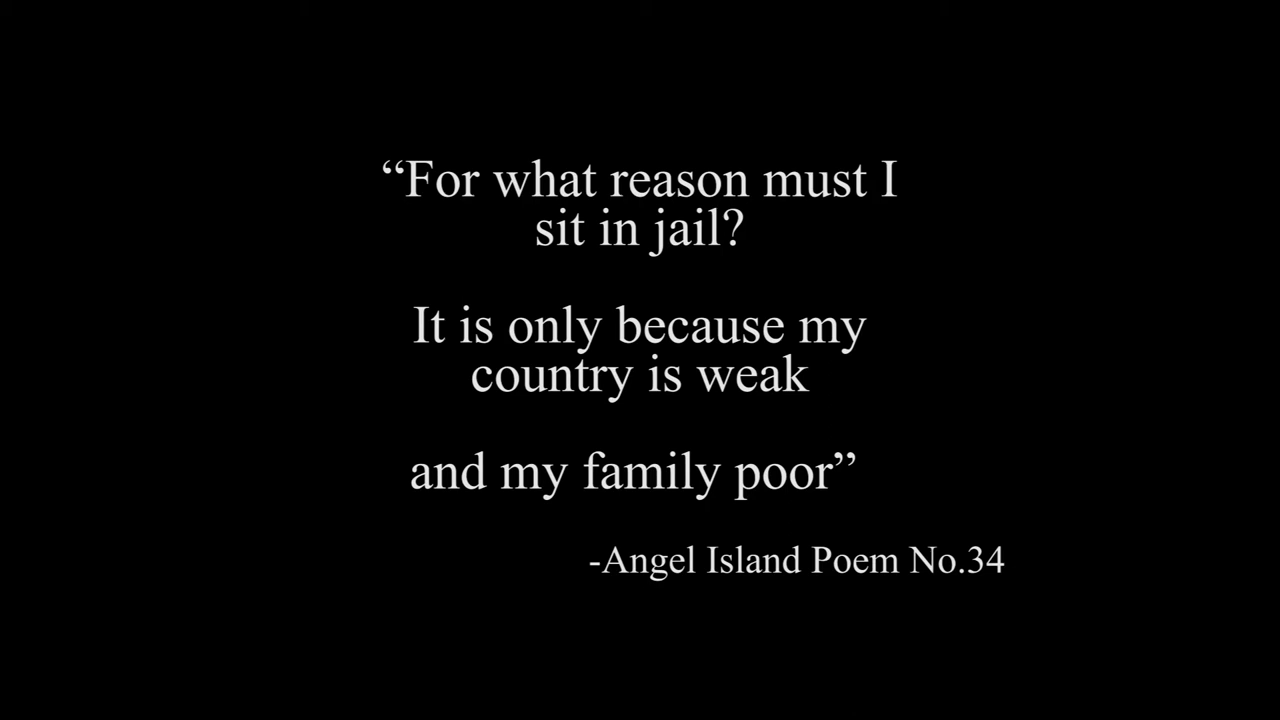 “For what reason must I
sit in jail?
It is only because my
country is weak
and my family poor”
-Angel Island Poem No.34